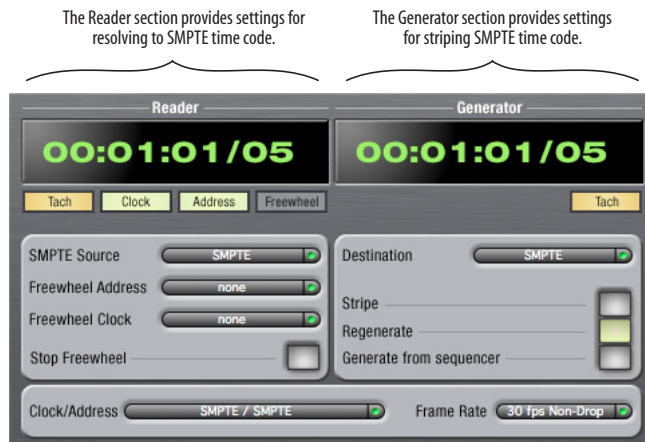 The Reader section provides settings for
resolving to SMPTE time code.
The Generator section provides settings
for striping SMPTE time code.
Reader
00:01:01/05
Tach Clock Address Freewheel
SMPTE Source SMPTE
Freewheel Address none
Freewheel Clock none
Stop Freewheel
Generator
00:01:01/05
Tach
Destination SMPTE
Stripe
Regenerate
Generate from sequencer
Clock/Address SMPTE / SMPTE Frame Rate 30 fps Non-Drop